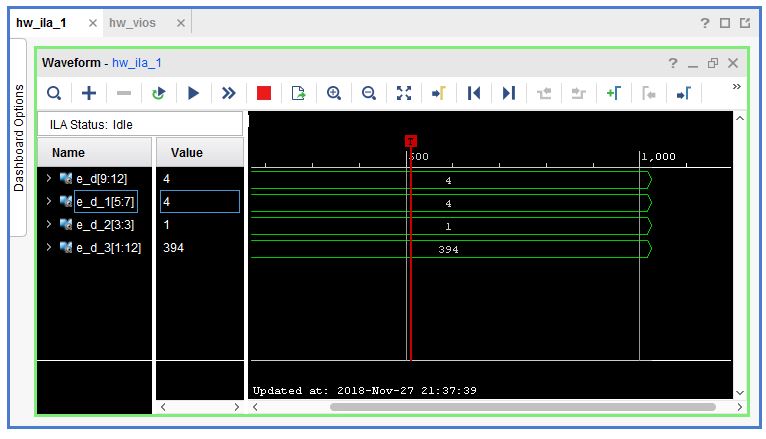 hw_ila_1 hw_vios
Dashboard Options
Waveform - hw_ila_1
ILA Status: Idle
Name Value
500 1,000
e_d[9:12] 4 4
e_d_1[5:7] 4 4
e_d_2[3:3] 1 1
e_d_3[1:12] 394 394
Updated at: 2018-Nov-27 21:37:39